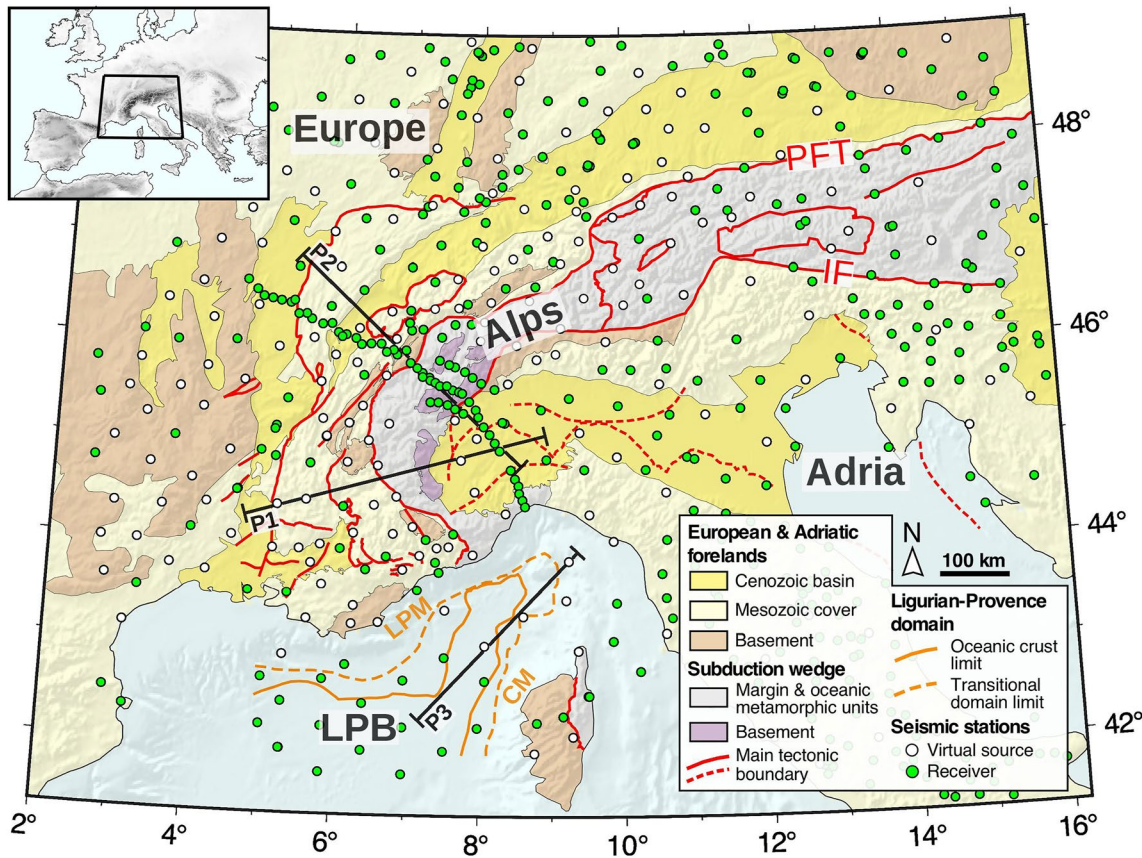 Europe
48°
PFT
P2
IF
46°
Alps
Adria
P1
44°
European & Adriatic
forelands
Cenozoic basin
Mesozoic cover
Basement
Subduction wedge
Margin & oceanic
metamorphic units
Basement
Main tectonic
boundary
N
100 km
Ligurian-Provence
domain
Oceanic crust
limit
Transitional
domain limit
Seismic stations
Virtual source
Receiver
LPM
CM
P3
LPB
42°
2°
4°
6°
8°
10°
12°
14°
16°